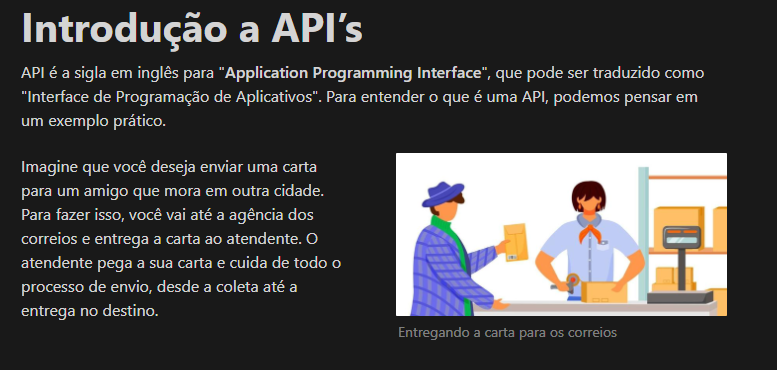 Introdução a API’s
API é a sigla em inglês para "Application Programming Interface", que pode ser traduzido como
"Interface de Programação de Aplicativos". Para entender o que é uma API, podemos pensar em
um exemplo prático.
Imagine que você deseja enviar uma carta
para um amigo que mora em outra cidade.
Para fazer isso, você vai até a agência dos
correios e entrega a carta ao atendente. O
atendente pega a sua carta e cuida de todo o
processo de envio, desde a coleta até a
entrega no destino.
Entregando a carta para os correios